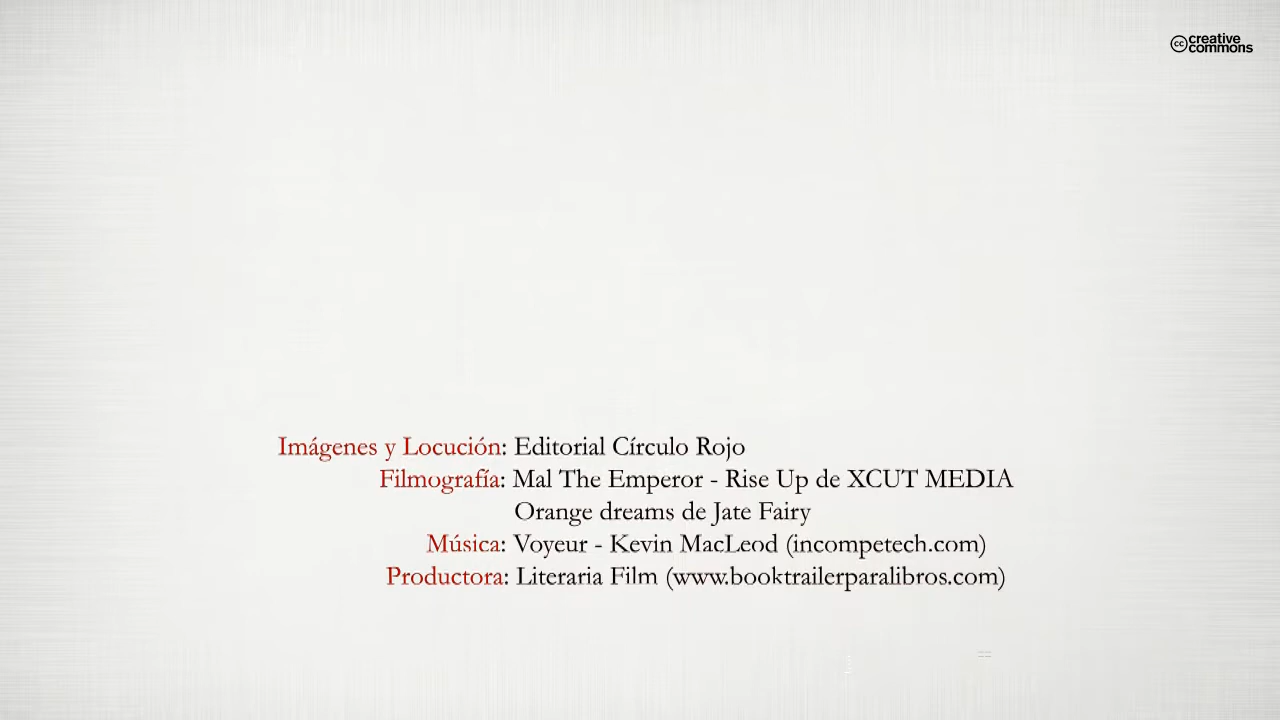 creative
commons
Imágenes y Locución: Editorial Círculo Rojo
Filmografía: Mal The Emperor - Rise Up de XCUT MEDIA
Orange dreams de Jate Fairy
Música: Voyeur - Kevin MacLeod (incompetech.com)
Productora: Literaria Film (www.booktrailerparalibros.com)